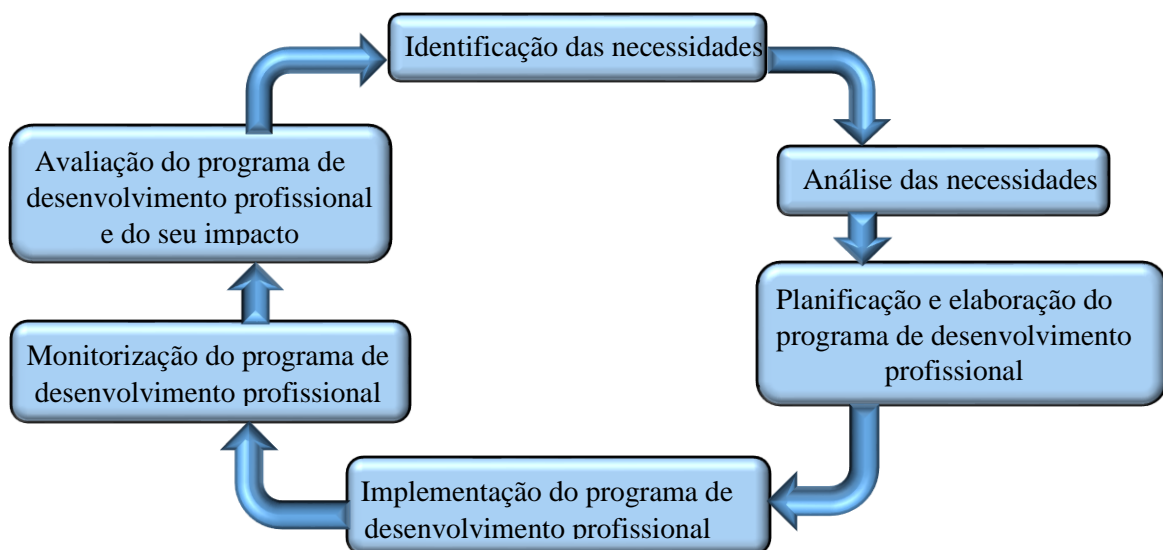 Identificação das necessidades
Análise das necessidades
Planificação e elaboração do
programa de desenvolvimento
profissional
Implementação do programa de
desenvolvimento profissional
Monitorização do programa de
desenvolvimento profissional
Avaliação do programa de
desenvolvimento profissional
e do seu impacto